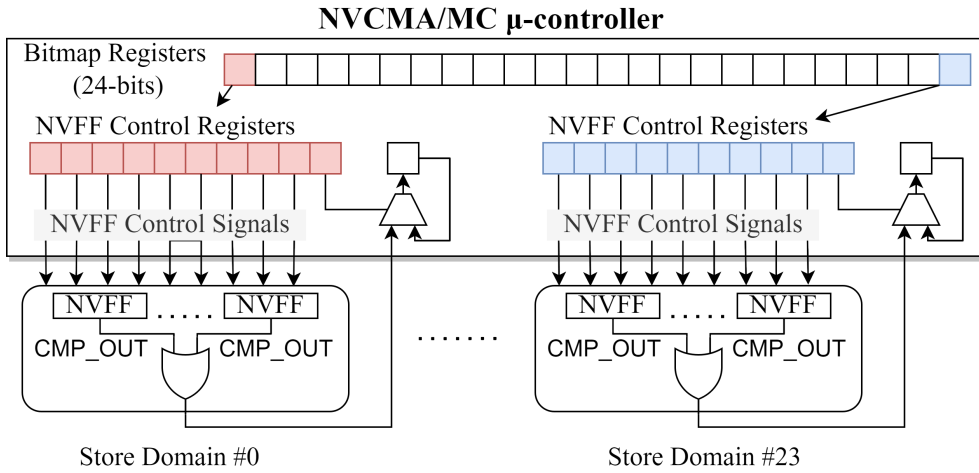 NVCMA/MC μ-controller
Bitmap Registers
(24-bits)
NVFF Control Registers
NVFF Control Registers
NVFF Control Signals
NVFF Control Signals
NVFF ..... NVFF
NVFF ..... NVFF
CMP_OUT CMP_OUT
.......
CMP_OUT CMP_OUT
Store Domain #0
Store Domain #23